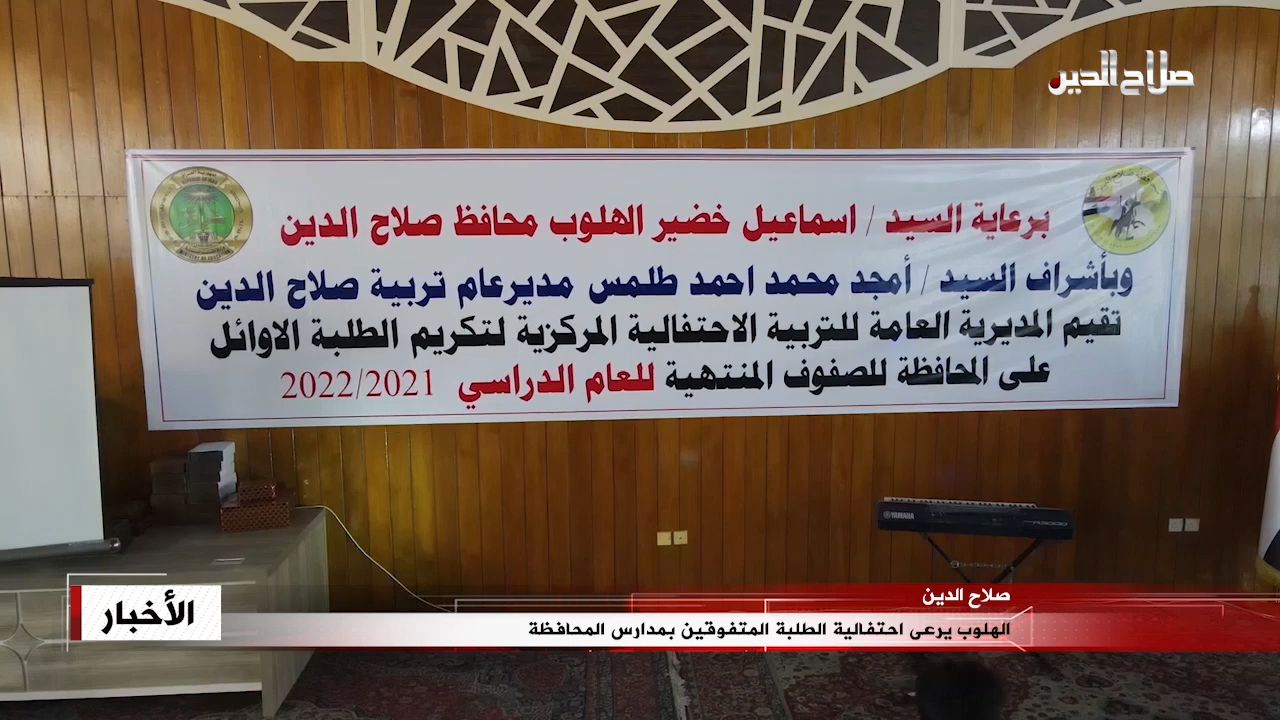 صلاح الدين
برعاية السيد / اسماعيل خضير الهلوب محافظ صلاح الدين
وبأشراف السيد / أمجد محمد احمد طلمس مديرعام تربية صلاح الدين
تقيم المديرية العامة للتربية الاحتفالية المركزية لتكريم الطلبة الاوائل
على المحافظة للصفوف المنتهية للعام الدراسي 2022/2021
YAMAHA
صلاح الدين
الأخبار
الهلوب يرعى احتفالية الطلبة المتفوقين بمدارس المحافظة